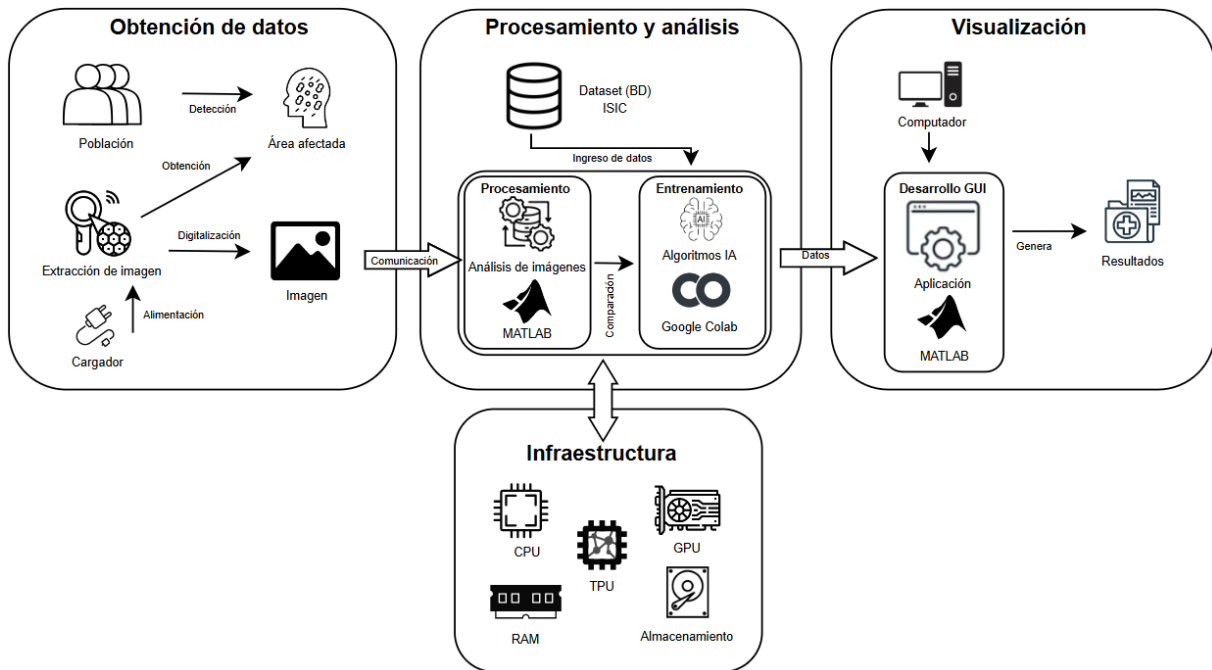 Obtención de datos
Población
Detección
Área afectada
Obtención
Extracción de imagen
Digitalización
Imagen
Alimentación
Cargador
Comunicación
Procesamiento y análisis
Dataset (BD)
ISIC
Ingreso de datos
Procesamiento
Análisis de imágenes
MATLAB
Comparación
Entrenamiento
AI
Algoritmos IA
CO
Google Colab
Datos
Visualización
Computador
Desarrollo GUI
Aplicación
MATLAB
Genera
Resultados
Infraestructura
CPU
TPU
GPU
RAM
Almacenamiento